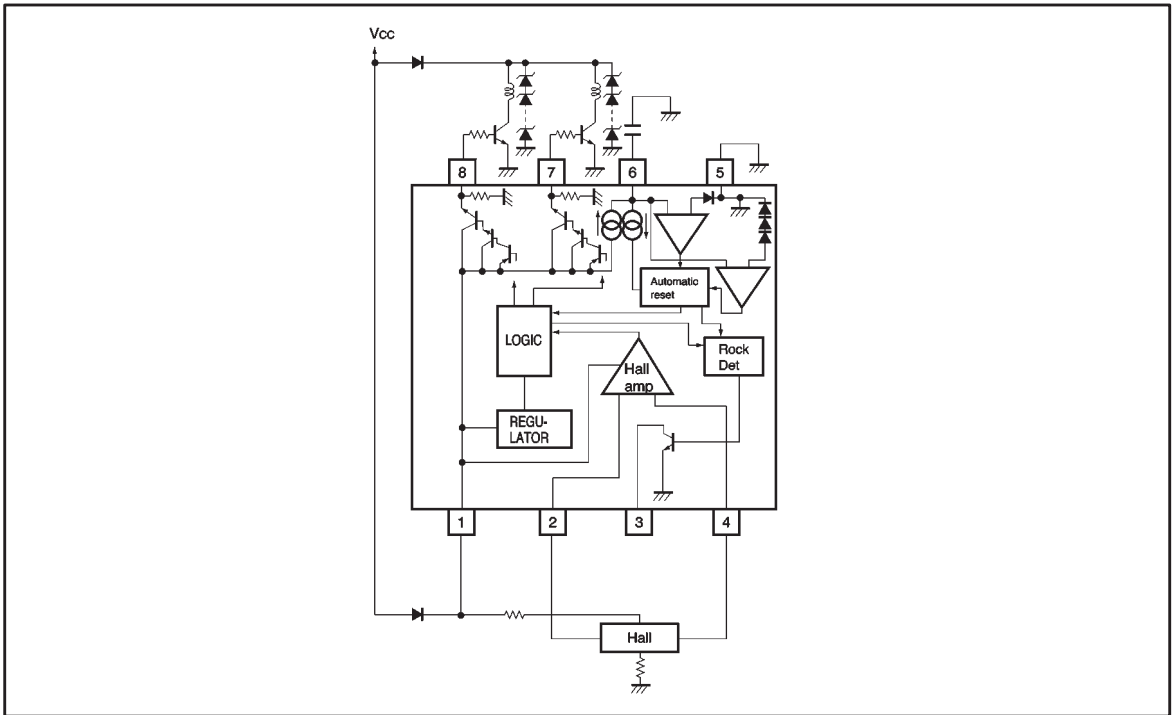 Vcc
8
7
6
5
Automatic
reset
LOGIC
Rock
Det
Hall
amp
REGU-
LATOR
1
2
3
4
Hall